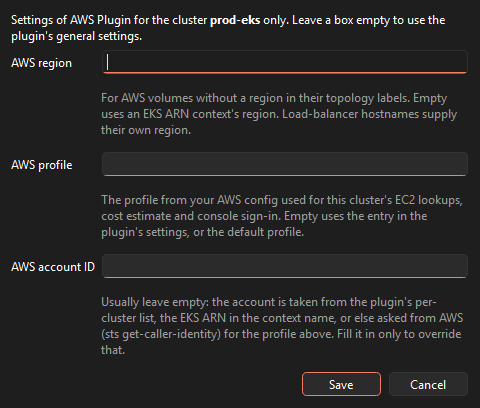 Settings of AWS Plugin for the cluster prod-eks only. Leave a box empty to use the
plugin's general settings.
AWS region
For AWS volumes without a region in their topology labels. Empty
uses an EKS ARN context's region. Load-balancer hostnames supply
their own region.
AWS profile
The profile from your AWS config used for this cluster's EC2 lookups,
cost estimate and console sign-in. Empty uses the entry in the
plugin's settings, or the default profile.
AWS account ID
Usually leave empty: the account is taken from the plugin's per-
cluster list, the EKS ARN in the context name, or else asked from AWS
(sts get-caller-identity) for the profile above. Fill it in only to override
that.
Save
Cancel